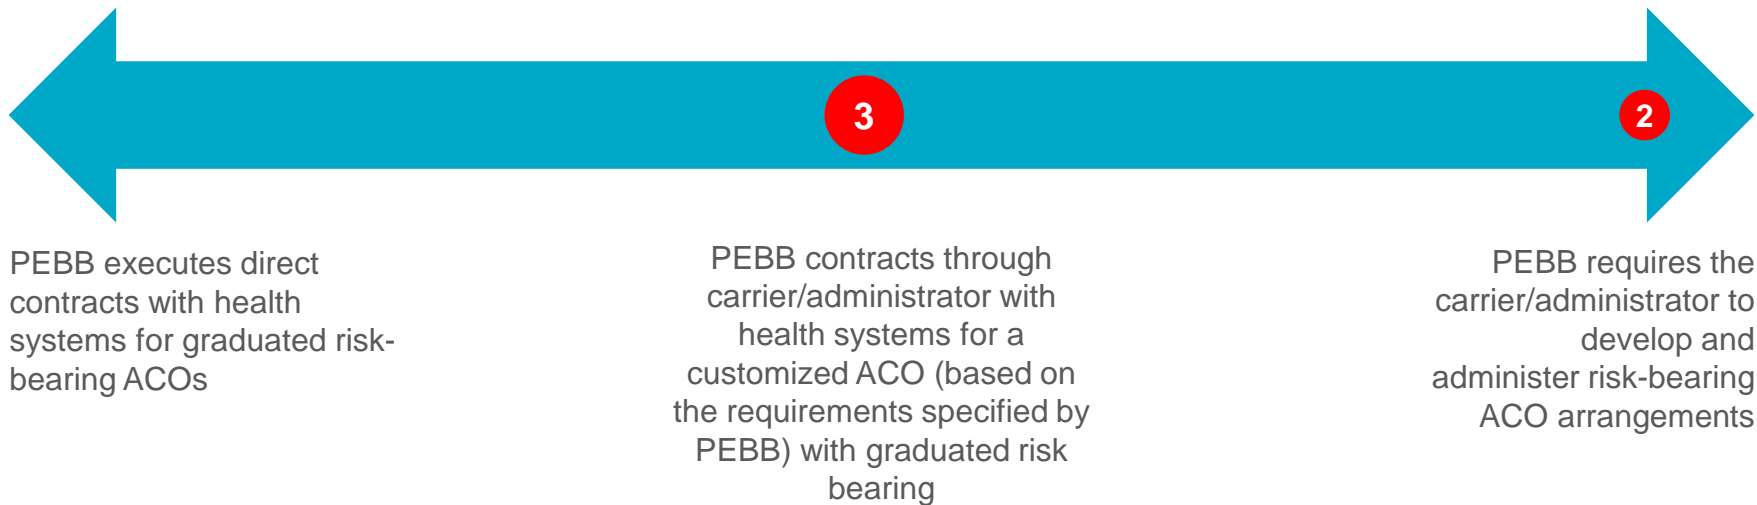 3
2
PEBB executes direct
contracts with health
systems for graduated risk-
bearing ACOs
PEBB contracts through
carrier/administrator with
health systems for a
customized ACO (based on
the requirements specified by
PEBB) with graduated risk
bearing
PEBB requires the
carrier/administrator to
develop and
administer risk-bearing
ACO arrangements